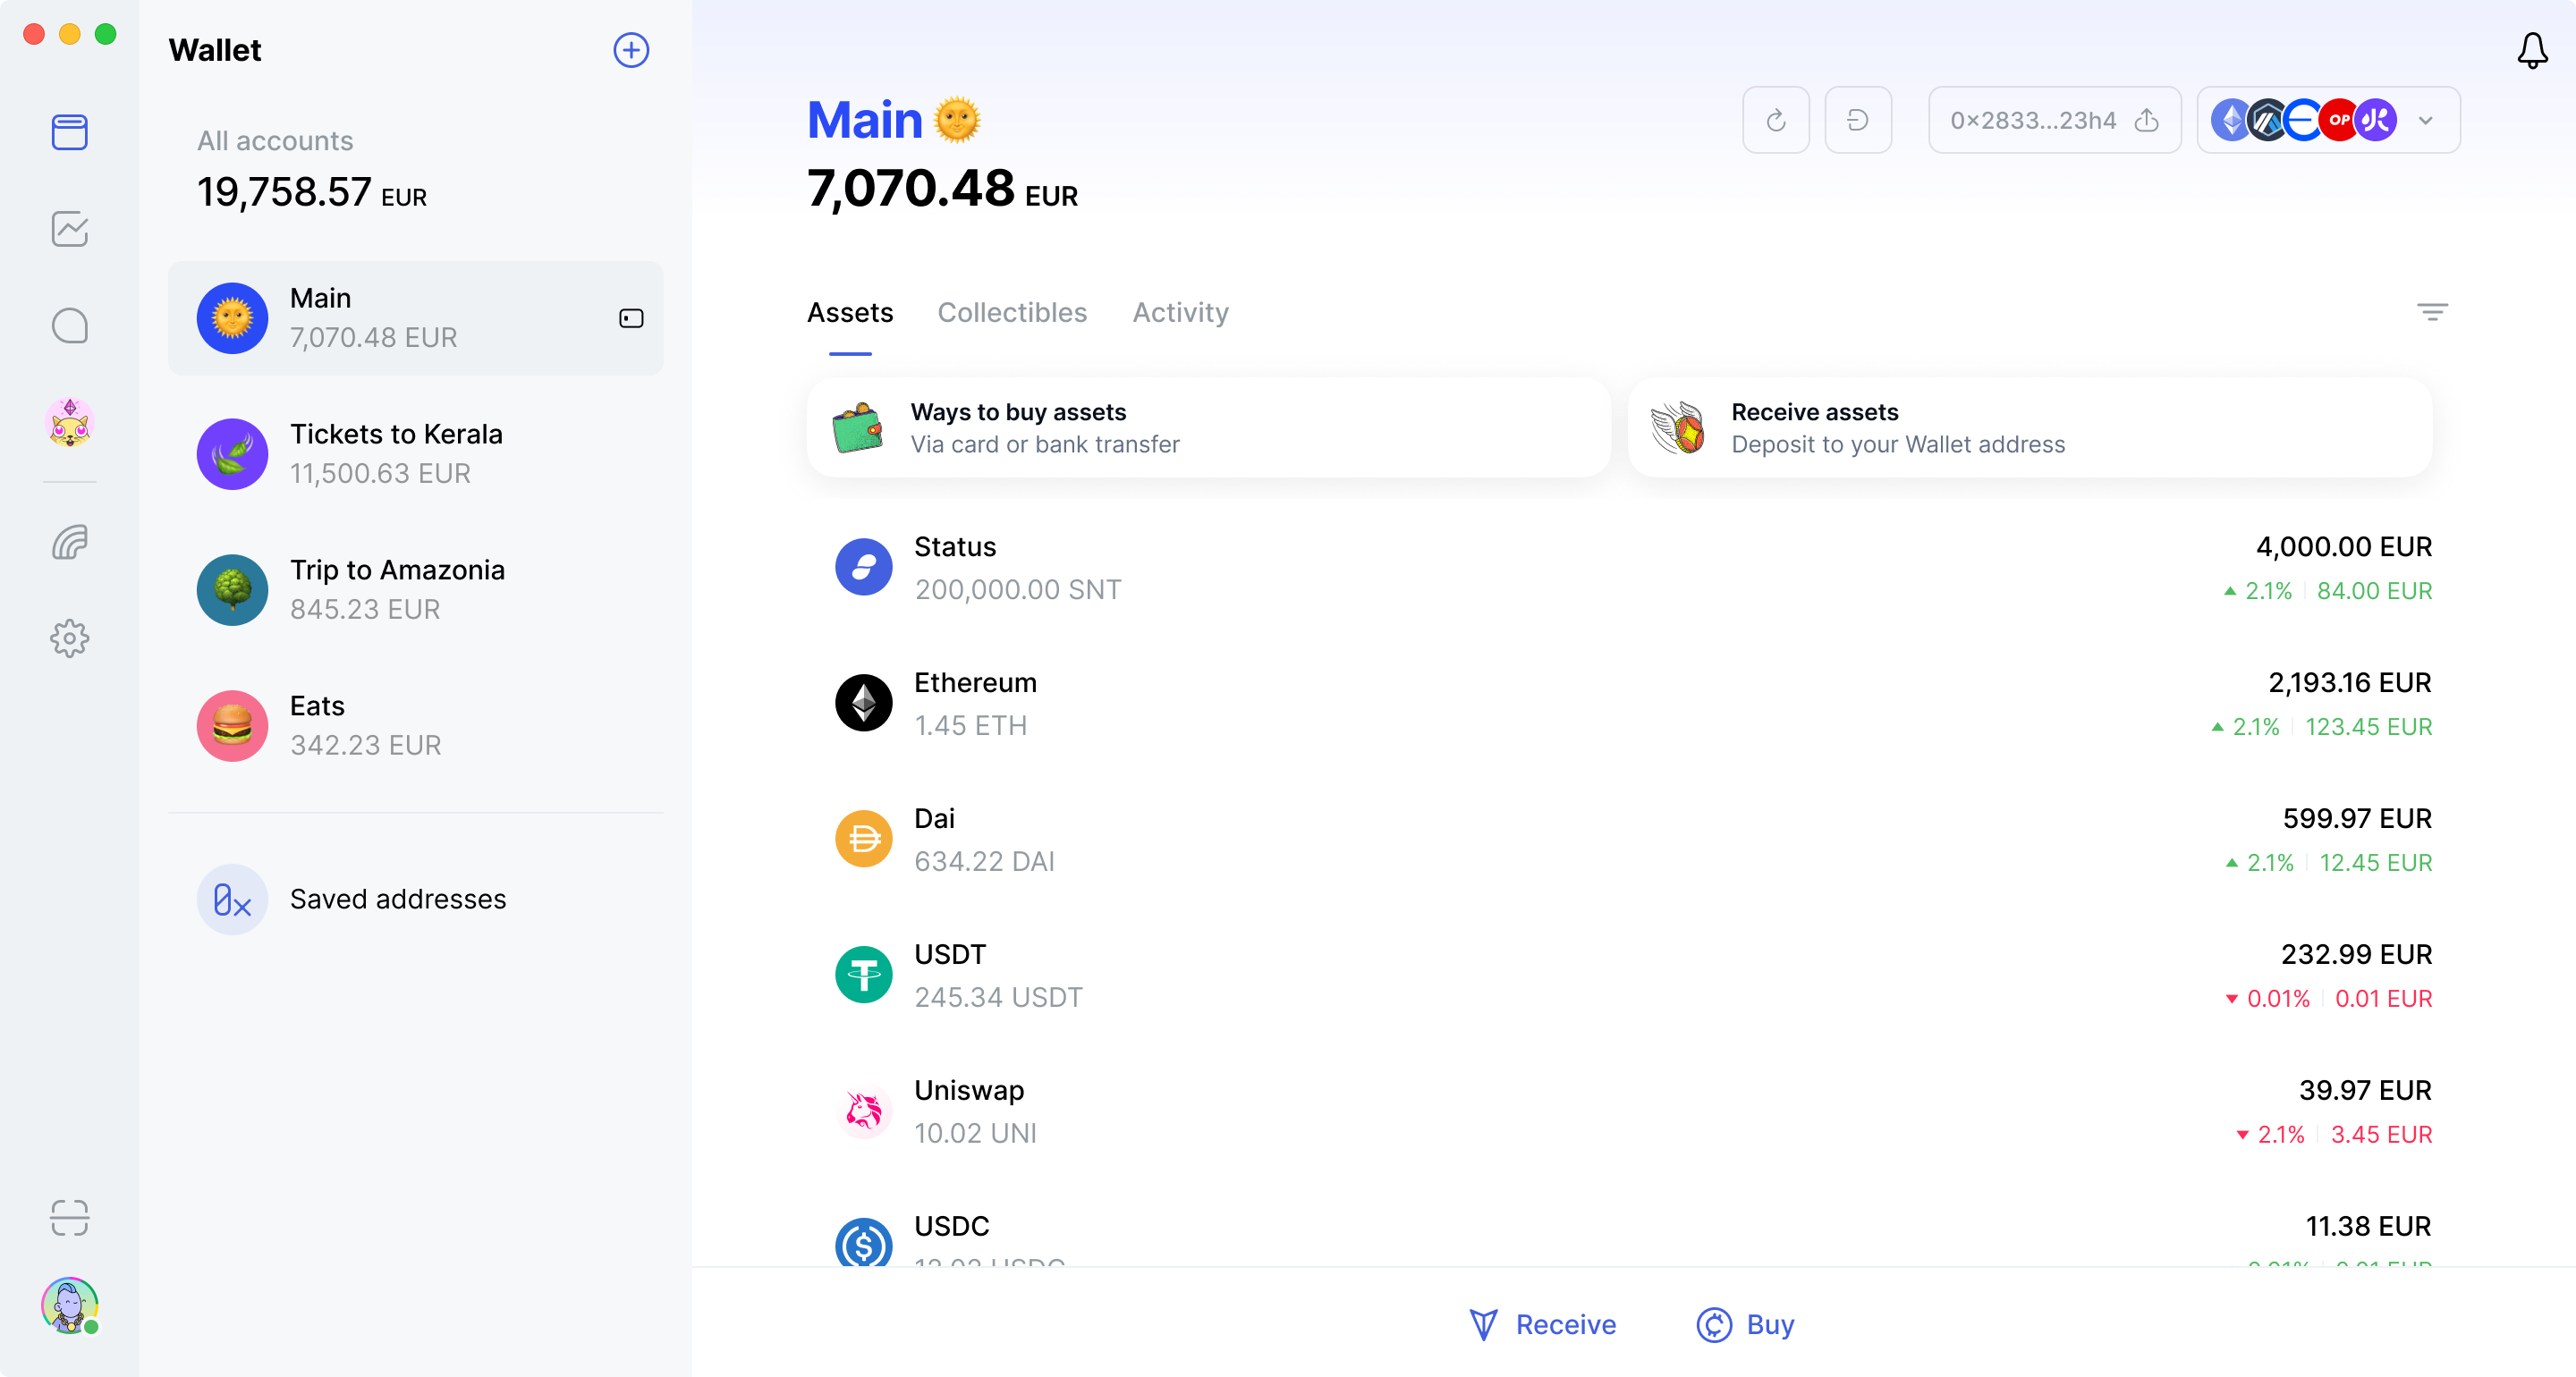 Wallet
All accounts
19,758.57 EUR
Main
7,070.48 EUR
Tickets to Kerala
11,500.63 EUR
Trip to Amazonia
845.23 EUR
Eats
342.23 EUR
Saved addresses
Main
7,070.48 EUR
0×2833...23h4
OP
Assets Collectibles Activity
Ways to buy assets
Via card or bank transfer
Receive assets
Deposit to your Wallet address
Status
200,000.00 SNT
4,000.00 EUR
2.1% 84.00 EUR
Ethereum
1.45 ETH
2,193.16 EUR
2.1% 123.45 EUR
Dai
634.22 DAI
599.97 EUR
2.1% 12.45 EUR
USDT
245.34 USDT
232.99 EUR
0.01% 0.01 EUR
Uniswap
10.02 UNI
39.97 EUR
2.1% 3.45 EUR
USDC
11.38 EUR
Receive
Buy